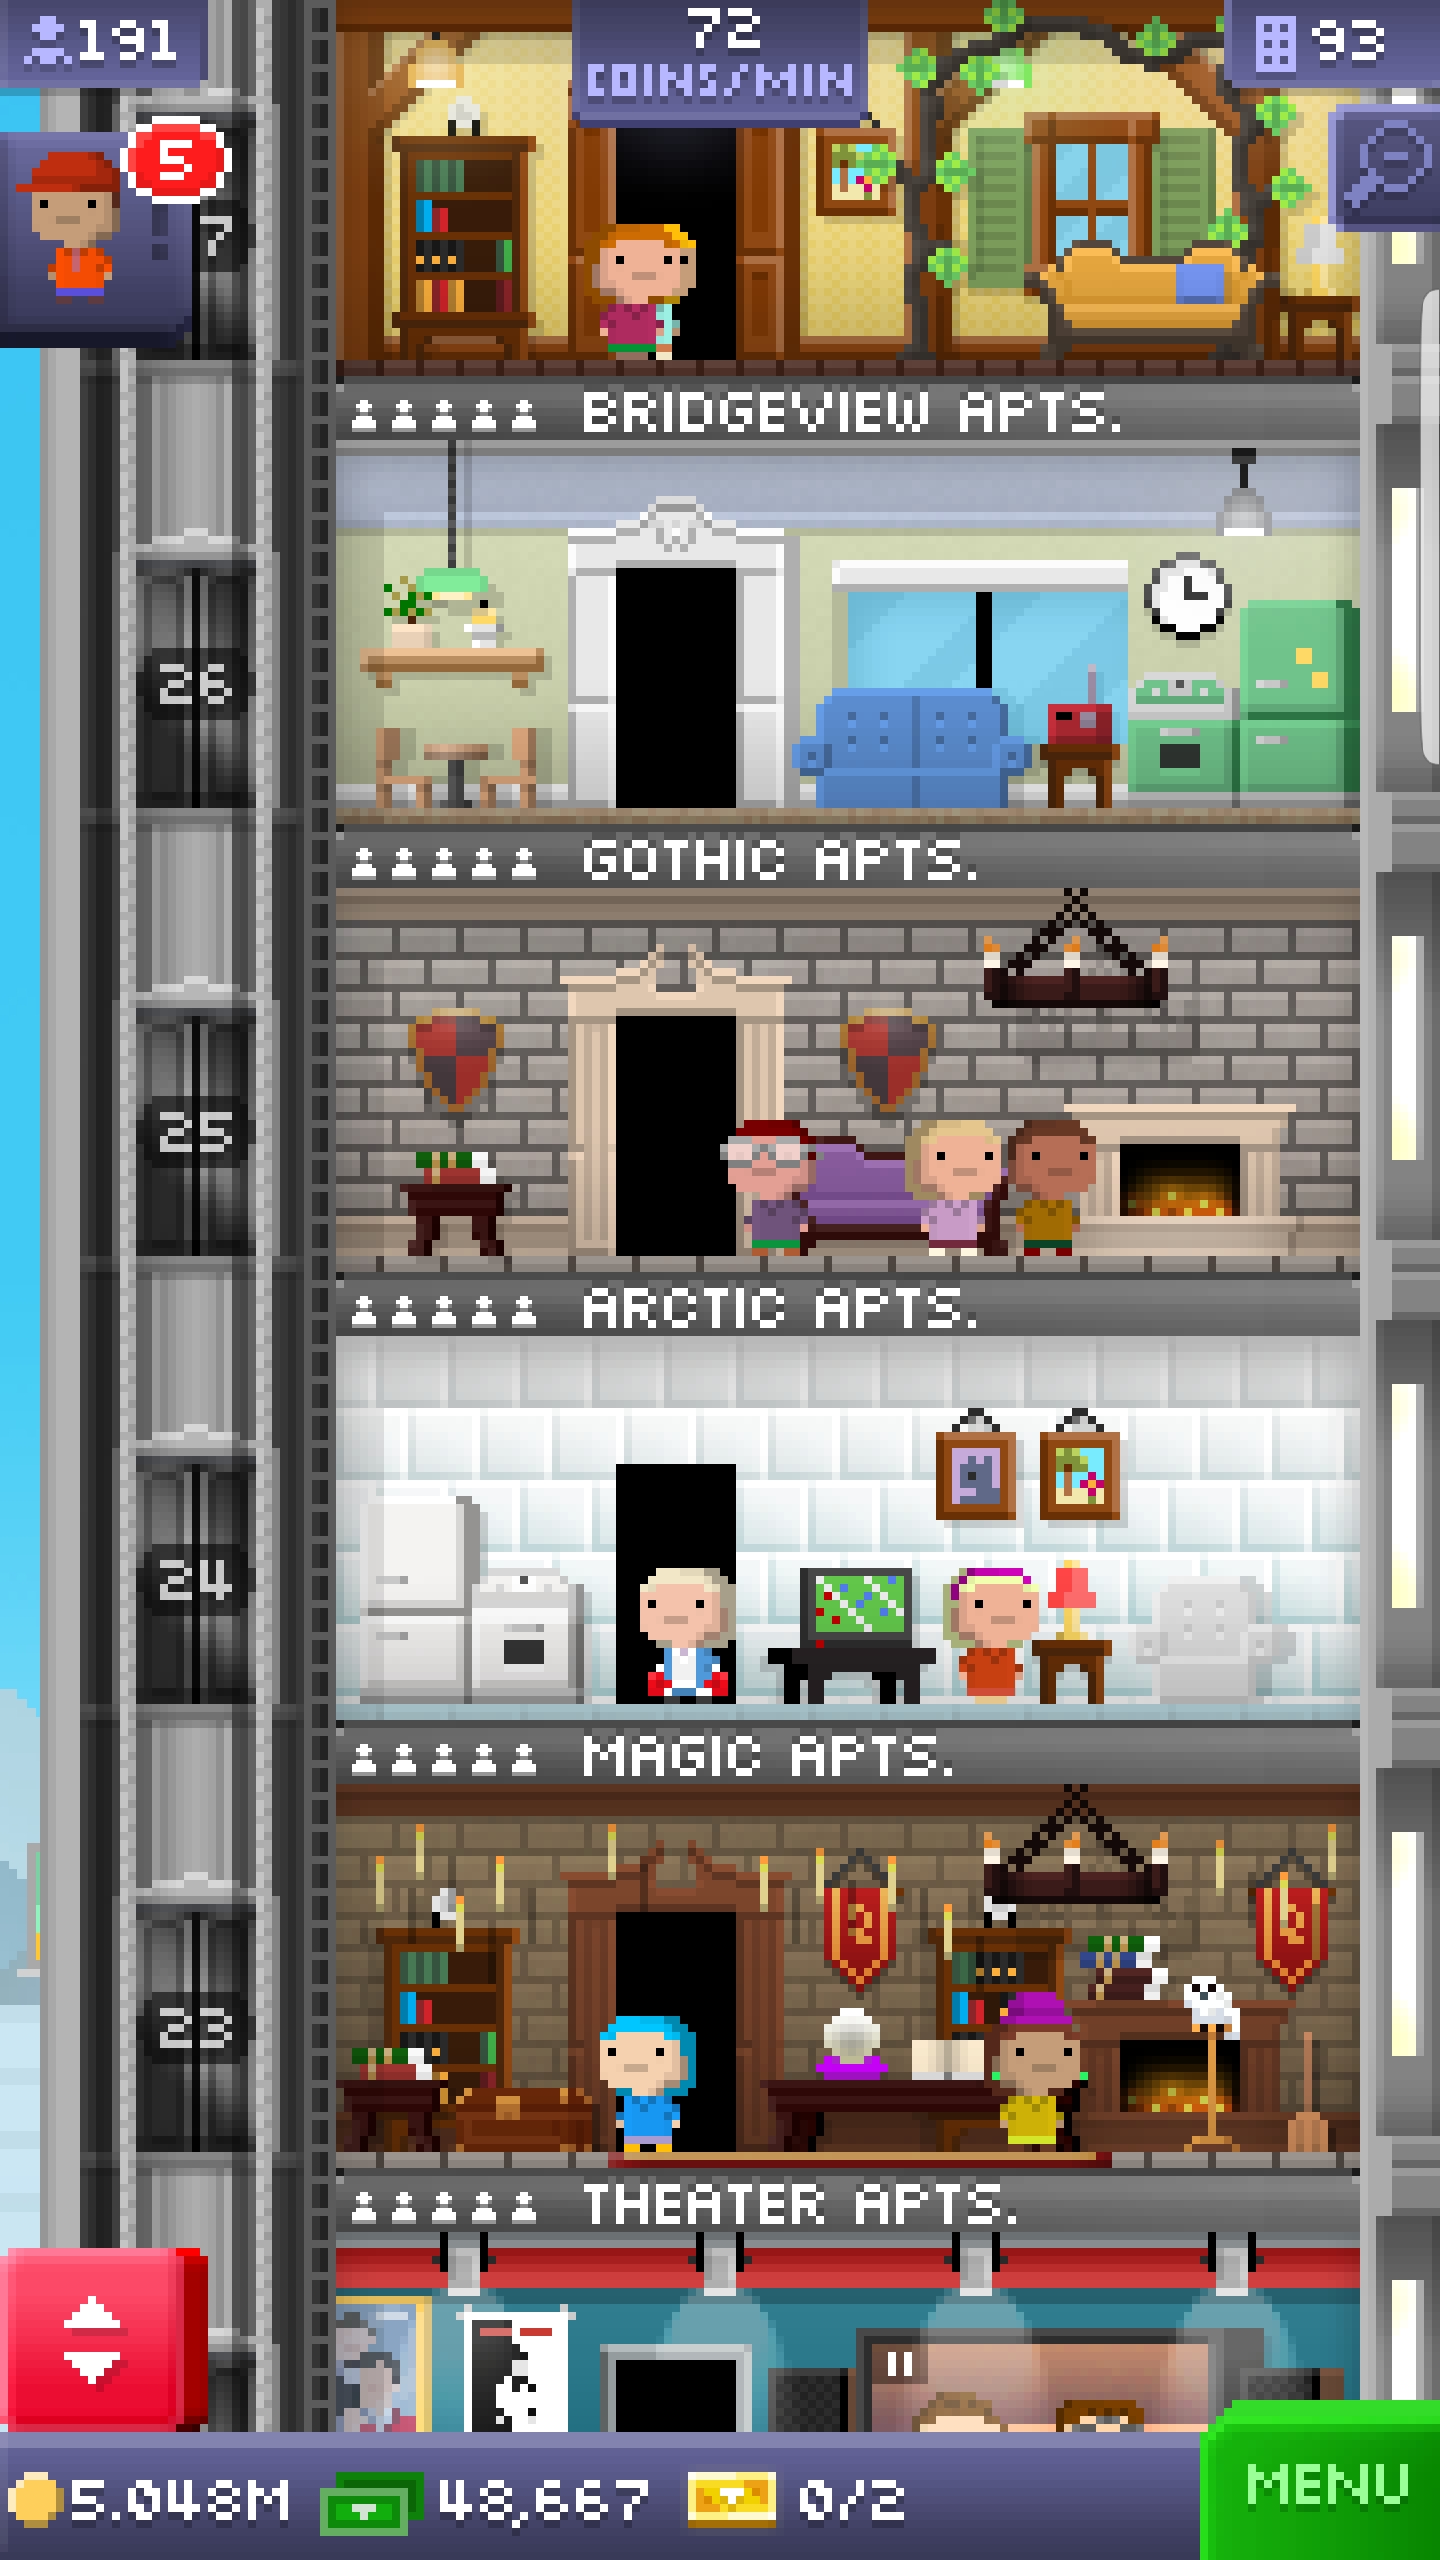 191
72
COINS/MIN
93
5
7
BRIDGEVIEW APTS.
26
GOTHIC APTS.
25
ARCTIC APTS.
24
MAGIC APTS.
23
THEATER APTS.
5.048M
48,667
0/2
MENU